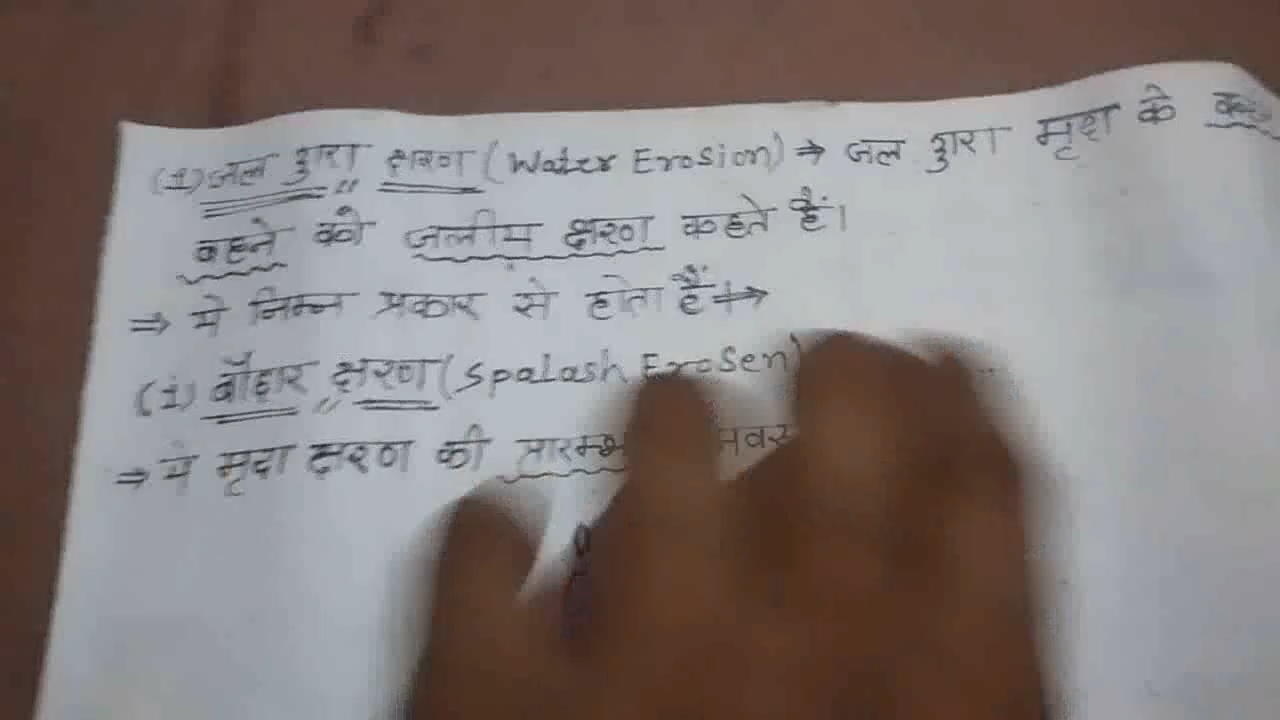 (1) जल द्वारा क्षरण (Water Erosion) → जल द्वारा मृदा के
बहने को जलीय क्षरण कहते हैं।
⇒ ये निम्न प्रकार से होता हैं →
(i) बौछार क्षरण (Spalash Erosen)
⇒ ये मृदा क्षरण की